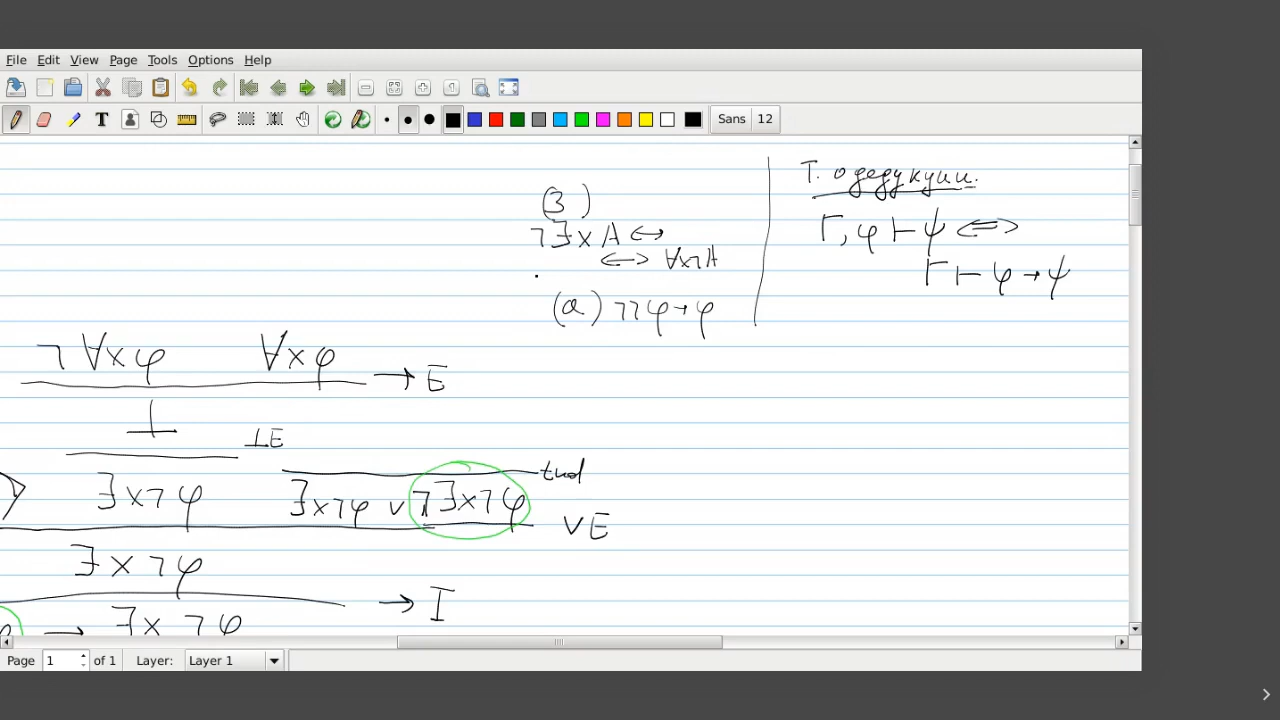 File Edit View Page Tools Options Help
Sans 12
(3)
¬∃xA ↔
↔ ∀x¬A
(a) ¬¬φ→φ
Т. о дедукции.
Γ, φ ⊢ ψ ⟺
Γ ⊢ φ → ψ
¬∀xφ ∀xφ → E
⊥
⊥E
∃x¬φ ∃x¬φ ∨ ¬∃x¬φ tnd
∨E
∃x¬φ
→ I
φ → ∃x¬φ
Page 1 of 1 Layer: Layer 1